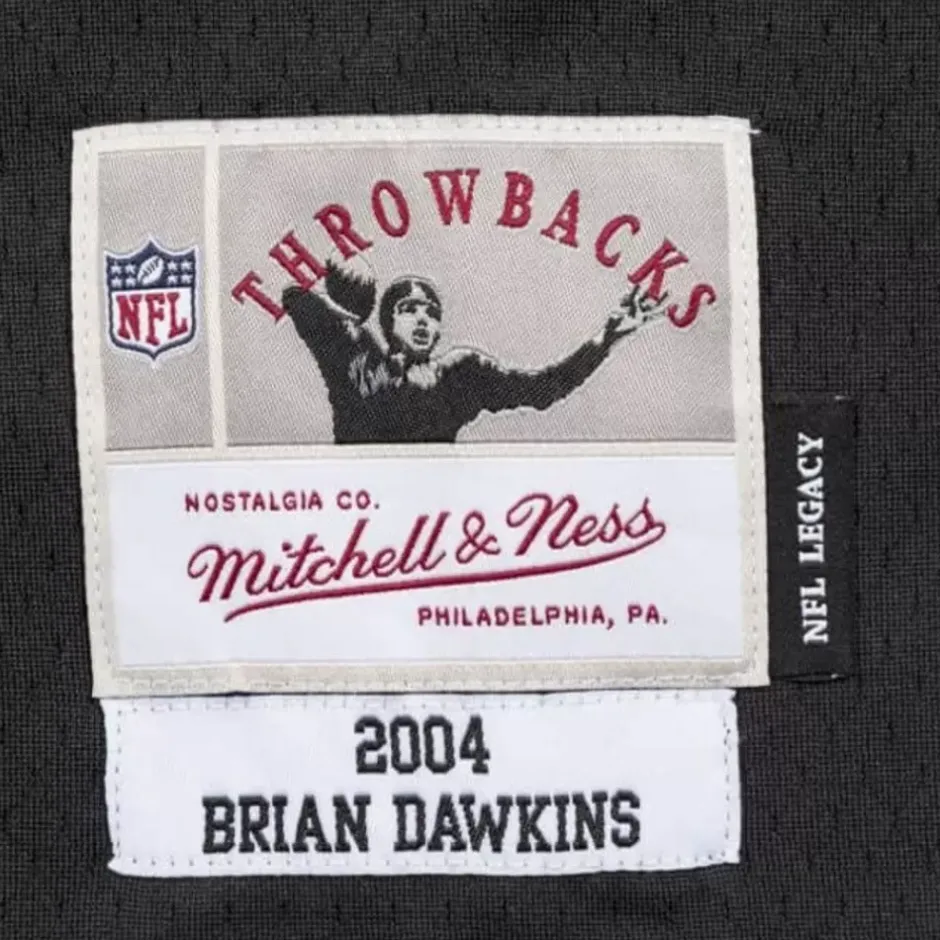 THROWBACKS
NFL
NOSTALGIA CO.
Mitchell & Ness
PHILADELPHIA, PA.
NFL LEGACY
2004
BRIAN DAWKINS